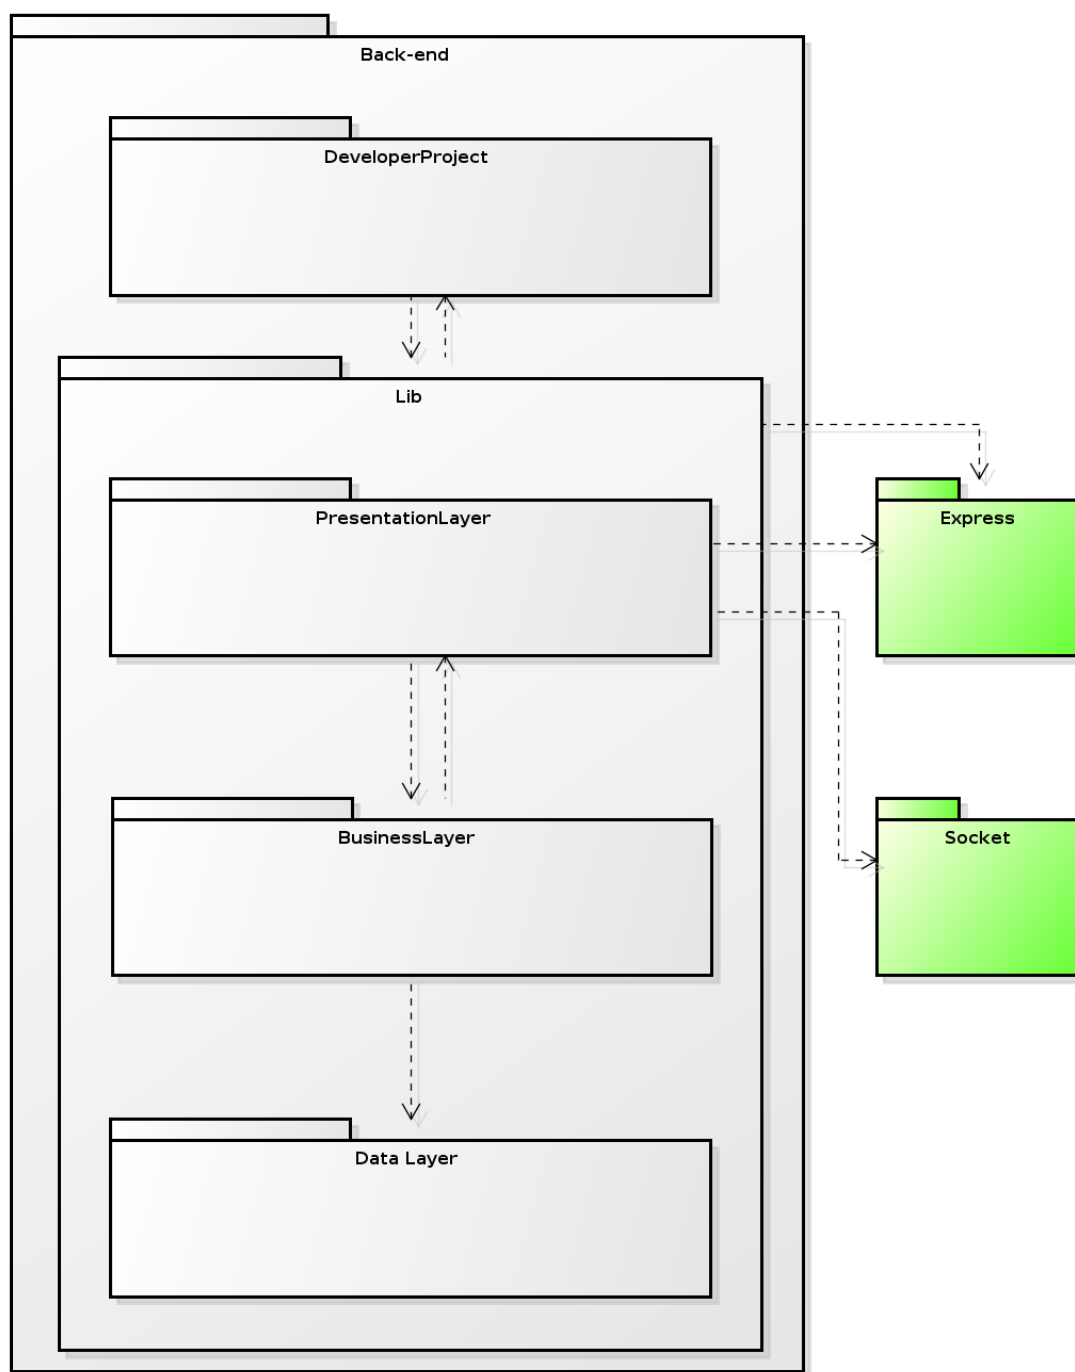 Back-end
DeveloperProject
Lib
PresentationLayer
Express
BusinessLayer
Socket
Data Layer